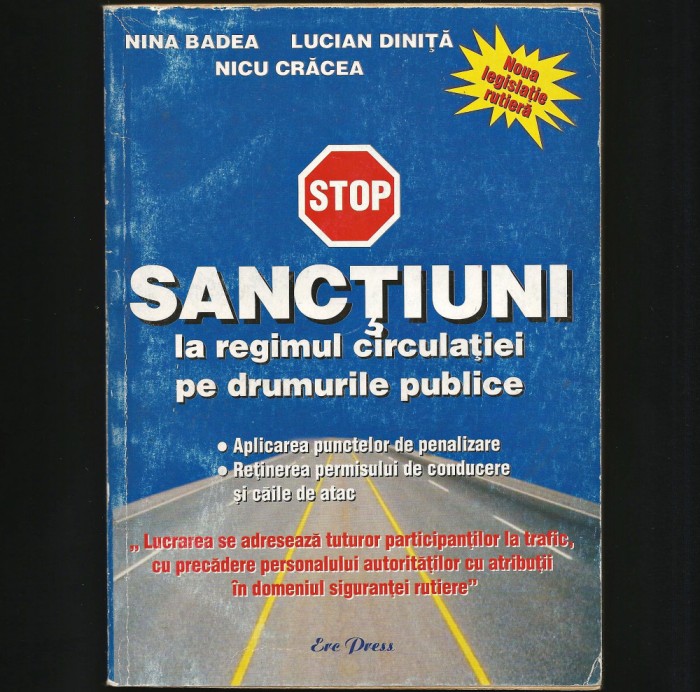 NINA BADEA LUCIAN DINIȚĂ
NICU CRĂCEA
Noua
legislație
rutieră
STOP
SANCȚIUNI
la regimul circulației
pe drumurile publice
• Aplicarea punctelor de penalizare
• Reținerea permisului de conducere
și căile de atac
„Lucrarea se adresează tuturor participanților la trafic,
cu precădere personalului autorităților cu atribuții
în domeniul siguranței rutiere”
Erc Press